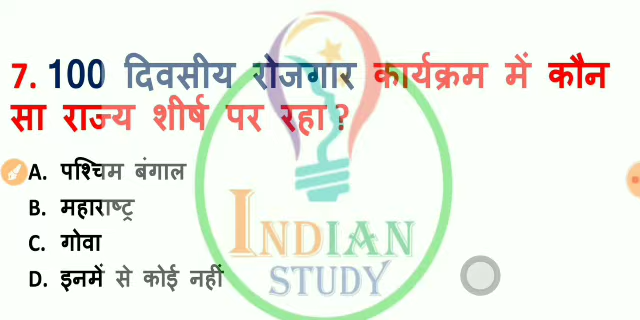 7. 100 दिवसीय रोजगार कार्यक्रम में कौन
सा राज्य शीर्ष पर रहा ?
A. पश्चिम बंगाल
B. महाराष्ट्र
C. गोवा
D. इनमें से कोई नहीं
INDIAN
STUDY